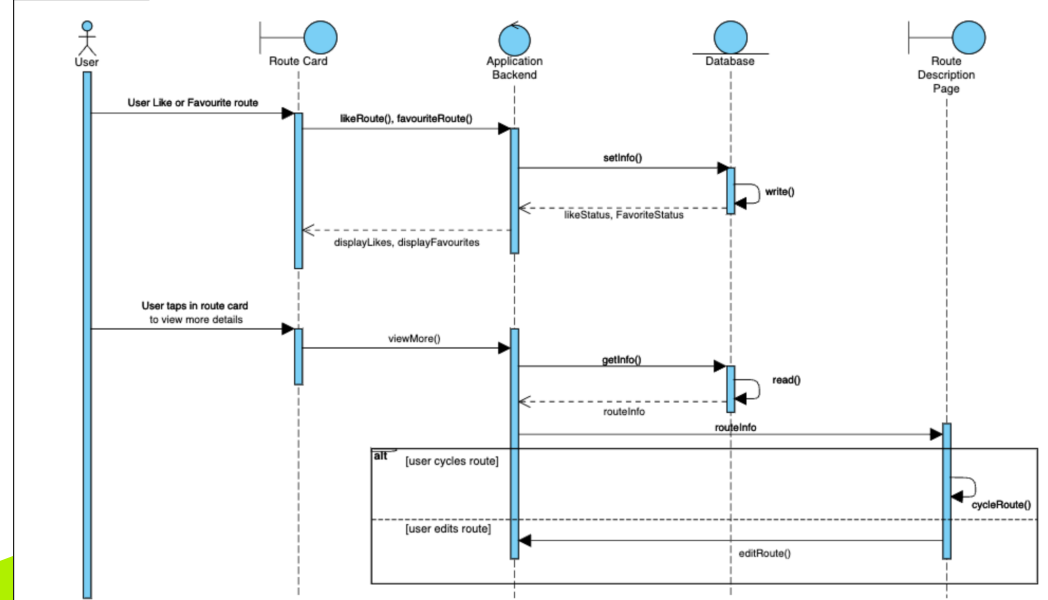 User
Route Card
Application
Backend
Database
Route
Description
Page
User Like or Favourite route
likeRoute(), favouriteRoute()
setInfo()
write()
likeStatus, FavoriteStatus
displayLikes, displayFavourites
User taps in route card
to view more details
viewMore()
getInfo()
read()
routeInfo
routeInfo
alt
[user cycles route]
cycleRoute()
[user edits route]
editRoute()